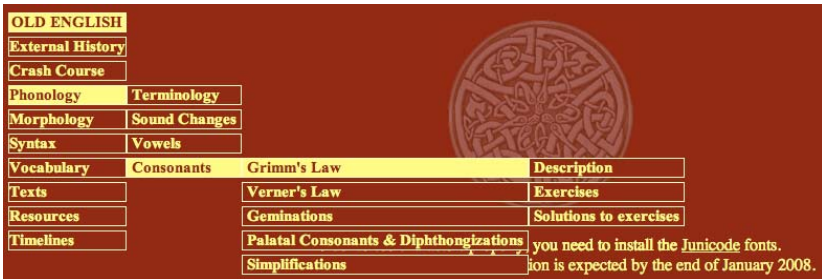 OLD ENGLISH
External History
Crash Course
Phonology Terminology
Morphology Sound Changes
Syntax Vowels
Vocabulary Consonants Grimm's Law Description
Texts Verner's Law Exercises
Resources Geminations Solutions to exercises
Timelines Palatal Consonants & Diphthongizations you need to install the Junicode fonts.
Simplifications is expected by the end of January 2008.